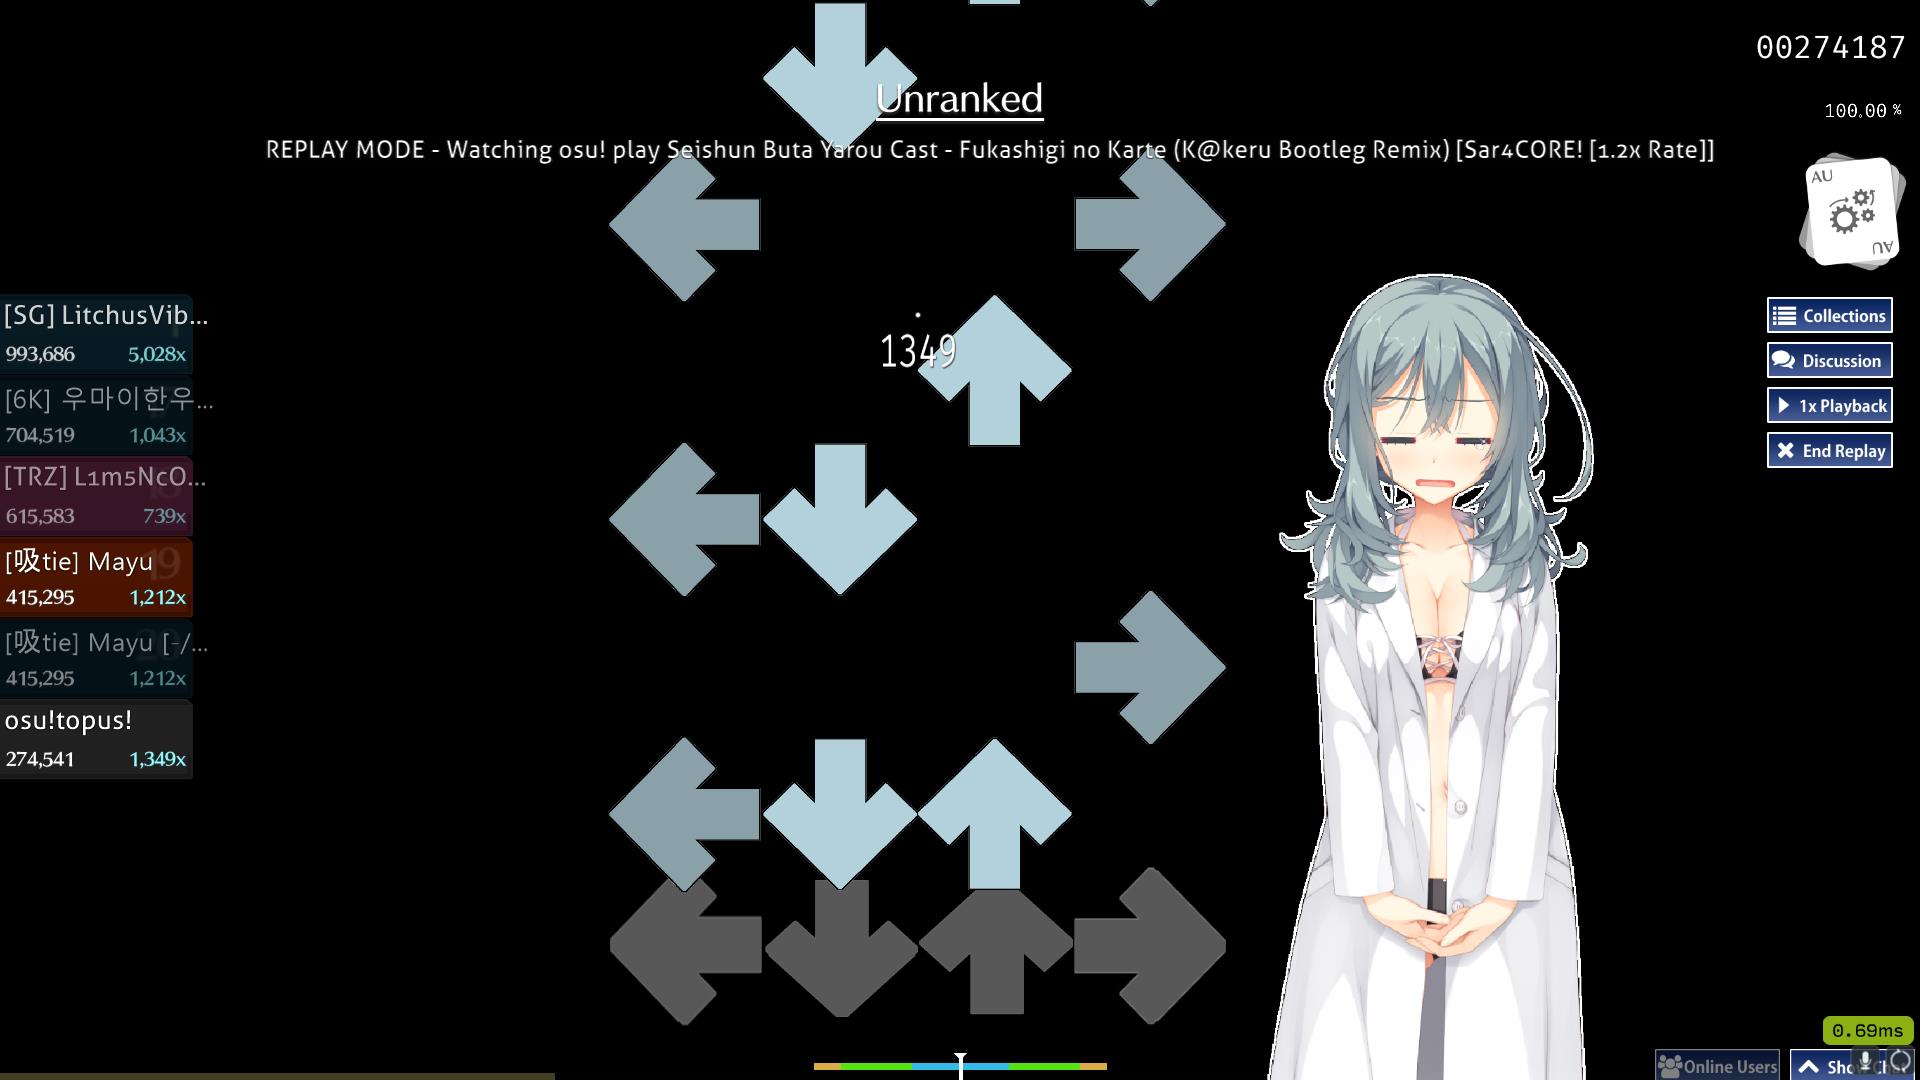 00274187
Unranked
100.00 %
REPLAY MODE - Watching osu! play Seishun Buta Yarou Cast - Fukashigi no Karte (K@keru Bootleg Remix) [Sar4CORE! [1.2x Rate]]
AU
AU
[SG] LitchusVib...
993,686 5,028x
[6K] 우마이한우...
704,519 1,043x
[TRZ] L1m5NcO...
615,583 739x
[吸tie] Mayu
19
415,295 1,212x
[吸tie] Mayu [-/...
20
415,295 1,212x
osu!topus!
274,541 1,349x
1349
Collections
Discussion
1x Playback
End Replay
0.69ms
Online Users